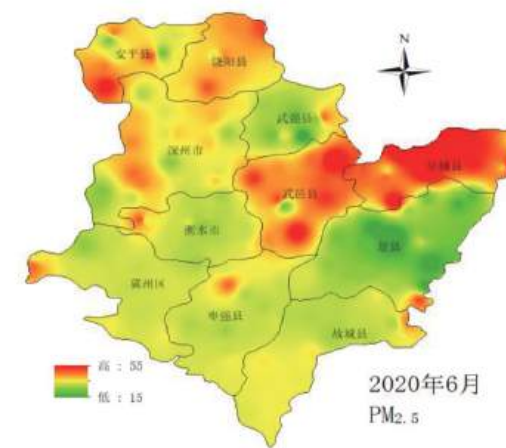 N
安平县
饶阳县
武强县
深州市
武邑县
阜城县
衡水市
景县
冀州区
枣强县
故城县
高 : 55
低 : 15
2020年6月
PM2.5